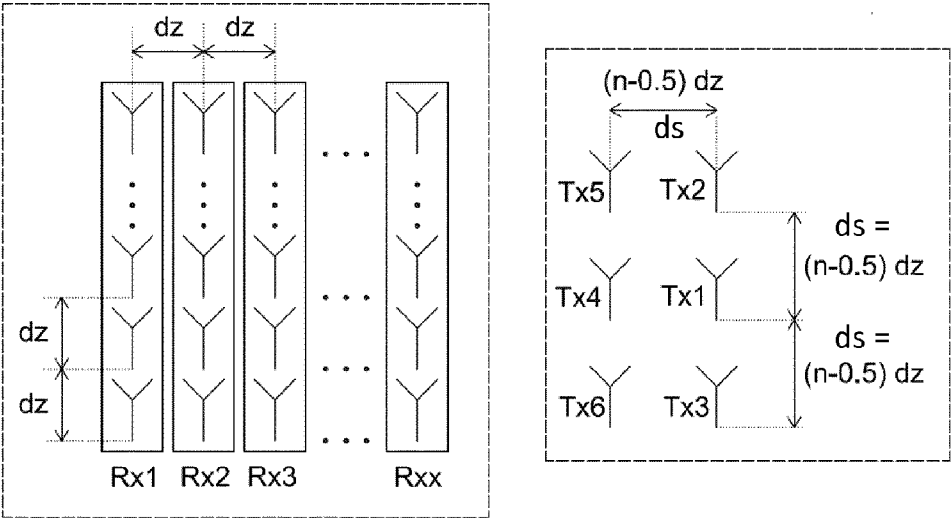 dz dz
dz
dz
Rx1 Rx2 Rx3 Rxx
(n-0.5) dz
ds
Tx5 Tx2
ds =
(n-0.5) dz
Tx4 Tx1
ds =
(n-0.5) dz
Tx6 Tx3